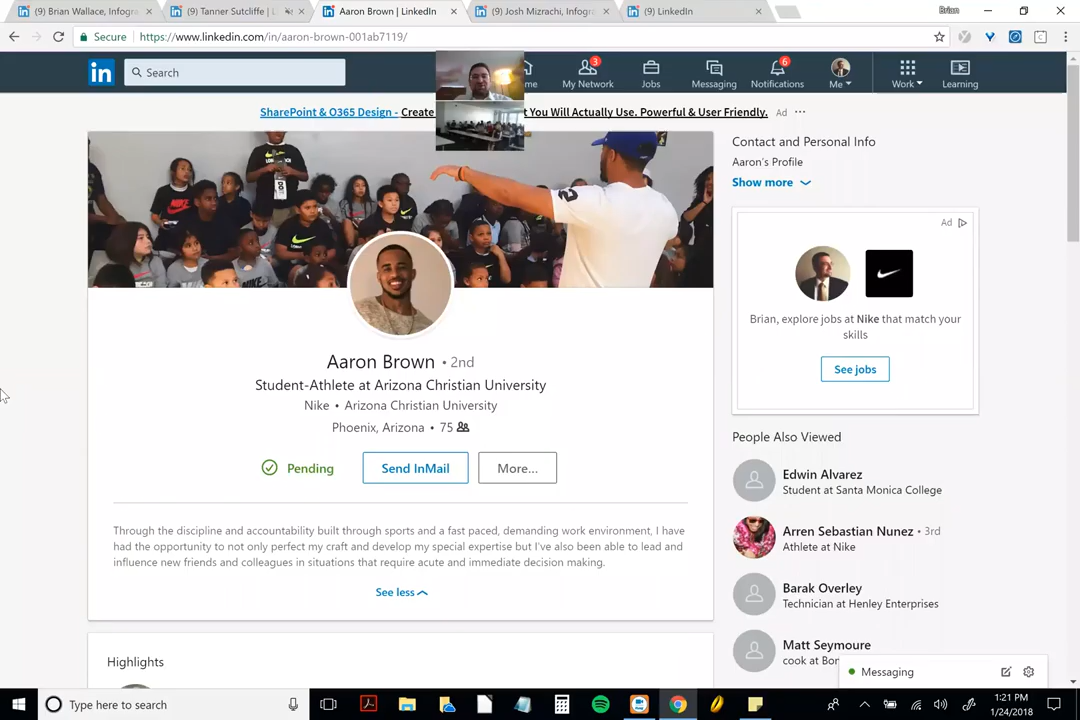 (9) Brian Wallace, Infogra
(9) Tanner Sutcliffe | L
Aaron Brown | LinkedIn
(9) Josh Mizrachi, Infogra
(9) LinkedIn
Brian
Secure
https://www.linkedin.com/in/aaron-brown-001ab7119/
in
Search
me
3
My Network
Jobs
Messaging
6
Notifications
Me
Work
Learning
SharePoint & O365 Design - Create
t You Will Actually Use. Powerful & User Friendly.
Ad
Aaron Brown • 2nd
Student-Athlete at Arizona Christian University
Nike • Arizona Christian University
Phoenix, Arizona • 75
Pending
Send InMail
More...
Through the discipline and accountability built through sports and a fast paced, demanding work environment, I have
had the opportunity to not only perfect my craft and develop my special expertise but I've also been able to lead and
influence new friends and colleagues in situations that require acute and immediate decision making.
See less
Highlights
Contact and Personal Info
Aaron's Profile
Show more
Ad
Brian, explore jobs at Nike that match your
skills
See jobs
People Also Viewed
Edwin Alvarez
Student at Santa Monica College
Arren Sebastian Nunez • 3rd
Athlete at Nike
Barak Overley
Technician at Henley Enterprises
Matt Seymoure
cook at Bon
Messaging
Type here to search
1:21 PM
1/24/2018